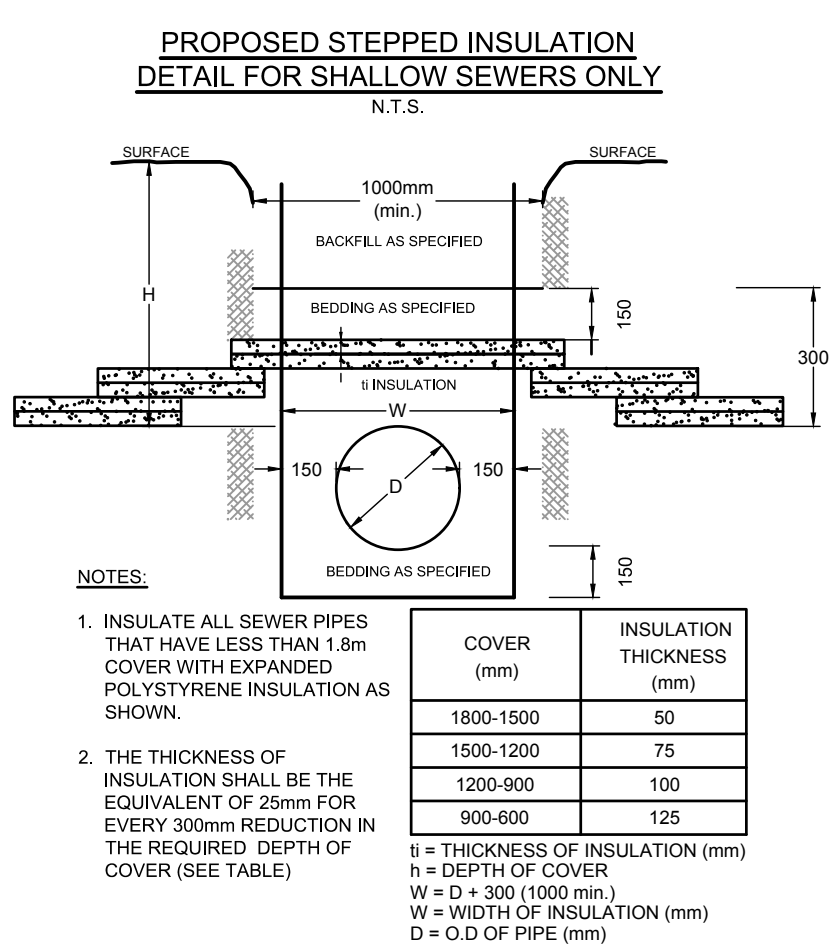 PROPOSED STEPPED INSULATION
DETAIL FOR SHALLOW SEWERS ONLY
N.T.S.
SURFACE
SURFACE
1000mm
(min.)
BACKFILL AS SPECIFIED
H
BEDDING AS SPECIFIED
150
300
ti INSULATION
W
150
D
150
BEDDING AS SPECIFIED
150
NOTES:
1. INSULATE ALL SEWER PIPES
THAT HAVE LESS THAN 1.8m
COVER WITH EXPANDED
POLYSTYRENE INSULATION AS
SHOWN.
2. THE THICKNESS OF
INSULATION SHALL BE THE
EQUIVALENT OF 25mm FOR
EVERY 300mm REDUCTION IN
THE REQUIRED DEPTH OF
COVER (SEE TABLE)
COVER
(mm)
INSULATION
THICKNESS
(mm)
1800-1500 50
1500-1200 75
1200-900 100
900-600 125
ti = THICKNESS OF INSULATION (mm)
h = DEPTH OF COVER
W = D + 300 (1000 min.)
W = WIDTH OF INSULATION (mm)
D = O.D OF PIPE (mm)